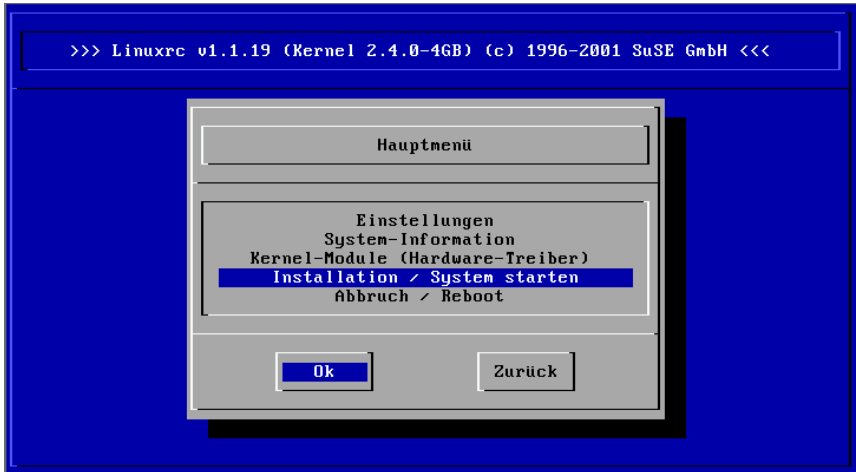 >>> Linuxrc v1.1.19 (Kernel 2.4.0-4GB) (c) 1996-2001 SuSE GmbH <<<
Hauptmenü
Einstellungen
System-Information
Kernel-Module (Hardware-Treiber)
Installation / System starten
Abbruch / Reboot
Ok Zurück